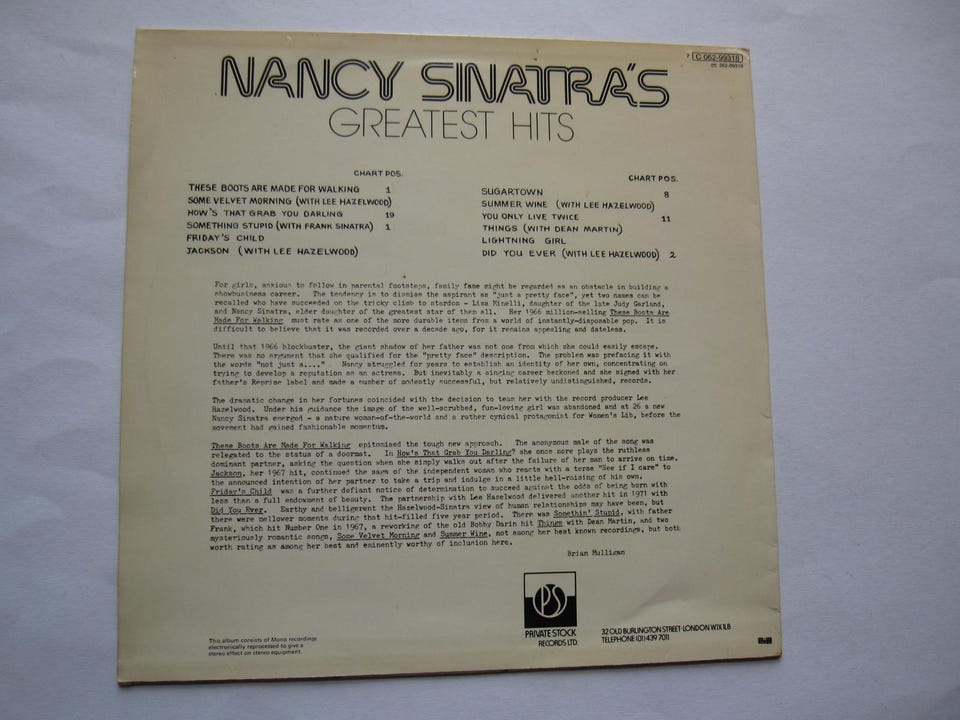 7 C 062-99318
(F) 062-99318
NANCY SINATRA'S
GREATEST HITS
CHART POS.
THESE BOOTS ARE MADE FOR WALKING 1
SOME VELVET MORNING (WITH LEE HAZELWOOD)
HOW'S THAT GRAB YOU DARLING 19
SOMETHING STUPID (WITH FRANK SINATRA) 1
FRIDAY'S CHILD
JACKSON (WITH LEE HAZELWOOD)
CHART POS.
SUGARTOWN 8
SUMMER WINE (WITH LEE HAZELWOOD)
YOU ONLY LIVE TWICE 11
THINGS (WITH DEAN MARTIN)
LIGHTNING GIRL
DID YOU EVER (WITH LEE HAZELWOOD) 2
For girls, anxious to follow in parental footsteps, family fame might be regarded as an obstacle in building a
showbusiness career. The tendency is to dismiss the aspirant as "just a pretty face", yet two names can be
recalled who have succeeded on the tricky climb to stardom - Lisa Minelli, daughter of the late Judy Garland,
and Nancy Sinatra, elder daughter of the greatest star of them all. Her 1966 million-selling These Boots Are
Made For Walking must rate as one of the more durable items from a world of instantly-disposable pop. It is
difficult to believe that it was recorded over a decade ago, for it remains appealing and dateless.
Until that 1966 blockbuster, the giant shadow of her father was not one from which she could easily escape.
There was no argument that she qualified for the "pretty face" description. The problem was prefacing it with
the words "not just a...." Nancy struggled for years to establish an identity of her own, concentrating on
trying to develop a reputation as an actress. But inevitably a singing career beckoned and she signed with her
father's Reprise label and made a number of modestly successful, but relatively undistinguished, records.
The dramatic change in her fortunes coincided with the decision to team her with the record producer Lee
Hazelwood. Under his guidance the image of the well-scrubbed, fun-loving girl was abandoned and at 26 a new
Nancy Sinatra emerged - a mature woman-of-the-world and a rather cynical protagonist for Women's Lib, before the
movement had gained fashionable momentum.
These Boots Are Made For Walking epitomised the tough new approach. The anonymous male of the song was
relegated to the status of a doormat. In How's That Grab You Darling? she once more plays the ruthless
dominant partner, asking the question when she simply walks out after the failure of her man to arrive on time.
Jackson, her 1967 hit, continued the saga of the independent woman who reacts with a terse "See if I care" to
the announced intention of her partner to take a trip and indulge in a little hell-raising of his own.
Friday's Child was a further defiant notice of determination to succeed against the odds of being born with
less than a full endowment of beauty. The partnership with Lee Hazelwood delivered another hit in 1971 with
Did You Ever. Earthy and belligerent the Hazelwood-Sinatra view of human relationships may have been, but
there were mellower moments during that hit-filled five year period. There was Somethin' Stupid, with father
Frank, which hit Number One in 1967, a reworking of the old Bobby Darin hit Things with Dean Martin, and two
mysteriously romantic songs, Some Velvet Morning and Summer Wine, not among her best known recordings, but both
worth rating as among her best and eminently worthy of inclusion here.
Brian Mulligan
PS
PRIVATE STOCK
RECORDS LTD.
32 OLD BURLINGTON STREET·LONDON W1X 1LB
TELEPHONE (01) 439 7011
This album consists of Mono recordings
electronically reprocessed to give a
stereo effect on stereo equipment.